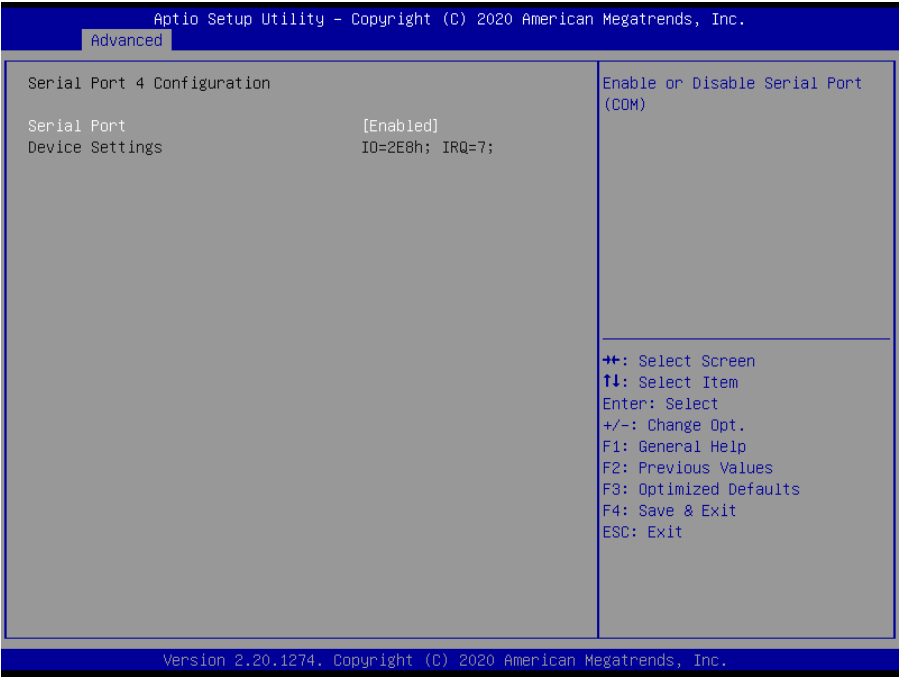 Aptio Setup Utility – Copyright (C) 2020 American Megatrends, Inc.
Advanced
Serial Port 4 Configuration
Serial Port [Enabled]
Device Settings IO=2E8h; IRQ=7;
Enable or Disable Serial Port
(COM)
→←: Select Screen
↑↓: Select Item
Enter: Select
+/-: Change Opt.
F1: General Help
F2: Previous Values
F3: Optimized Defaults
F4: Save & Exit
ESC: Exit
Version 2.20.1274. Copyright (C) 2020 American Megatrends, Inc.